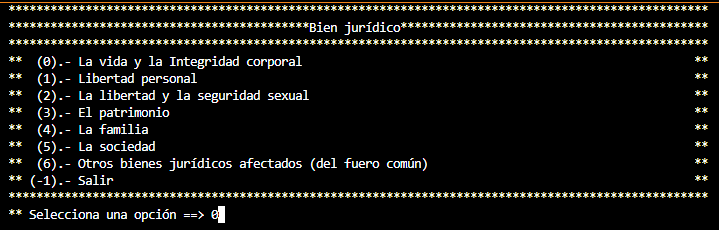 ****************************************************************************************************
*******************************************Bien jurídico********************************************
****************************************************************************************************
**  (0).- La vida y la Integridad corporal                                                        **
**  (1).- Libertad personal                                                                       **
**  (2).- La libertad y la seguridad sexual                                                       **
**  (3).- El patrimonio                                                                           **
**  (4).- La familia                                                                              **
**  (5).- La sociedad                                                                             **
**  (6).- Otros bienes jurídicos afectados (del fuero común)                                      **
** (-1).- Salir                                                                                   **
****************************************************************************************************
** Selecciona una opción ==> 0